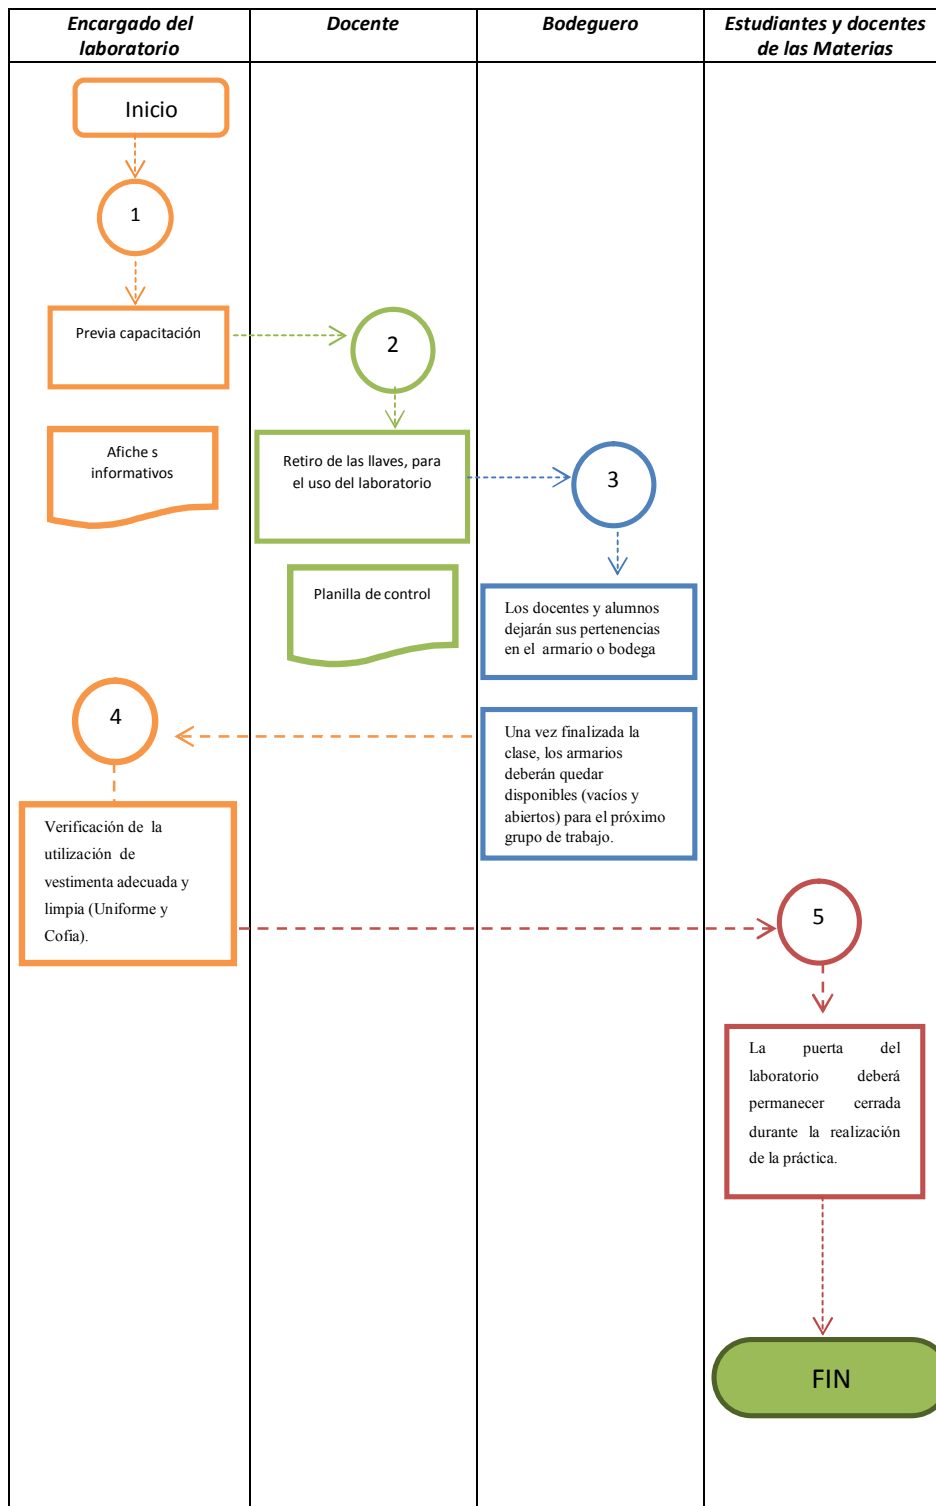 Encargado del
laboratorio
Docente
Bodeguero
Estudiantes y docentes
de las Materias
Inicio
1
Previa capacitación
2
Afiche s
informativos
Retiro de las llaves, para
el uso del laboratorio
3
Planilla de control
Los docentes y alumnos
dejarán sus pertenencias
en el armario o bodega
4
Una vez finalizada la
clase, los armarios
deberán quedar
disponibles (vacíos y
abiertos) para el próximo
grupo de trabajo.
Verificación de la
utilización de
vestimenta adecuada y
limpia (Uniforme y
Cofia).
5
La puerta del
laboratorio deberá
permanecer cerrada
durante la realización
de la práctica.
FIN